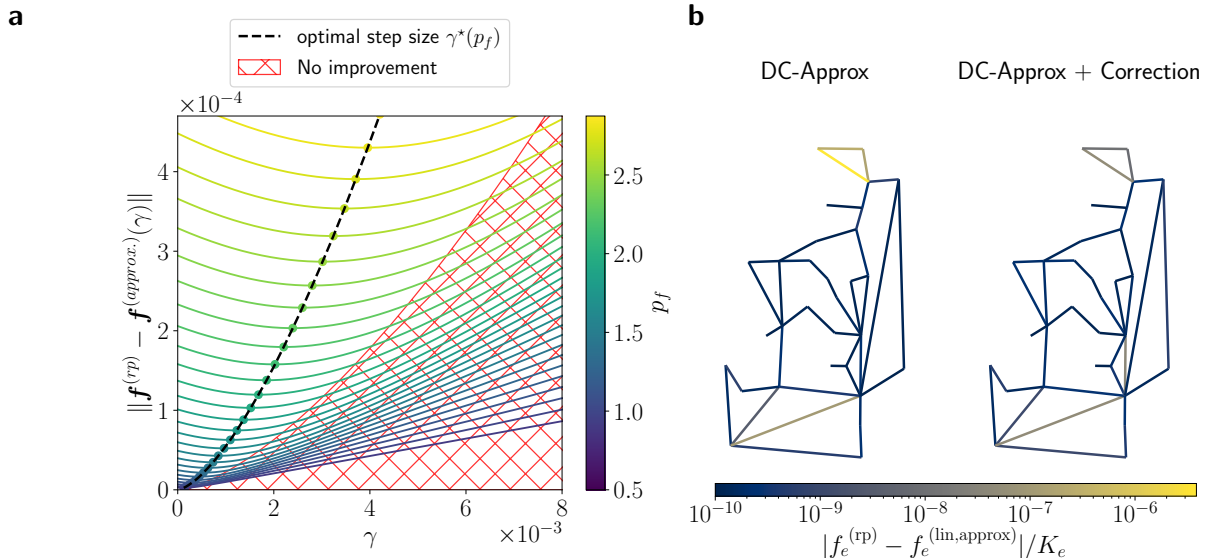 a
optimal step size γ⋆(p_f)
No improvement
×10⁻⁴
||f^(rp) − f^(approx.)(γ)||
0
1
2
3
4
0
2
4
6
8
×10⁻³
γ
0.5
1.0
1.5
2.0
2.5
p_f
b
DC-Approx
DC-Approx + Correction
10⁻¹⁰
10⁻⁹
10⁻⁸
10⁻⁷
10⁻⁶
|f_e^(rp) − f_e^(lin,approx)|/K_e